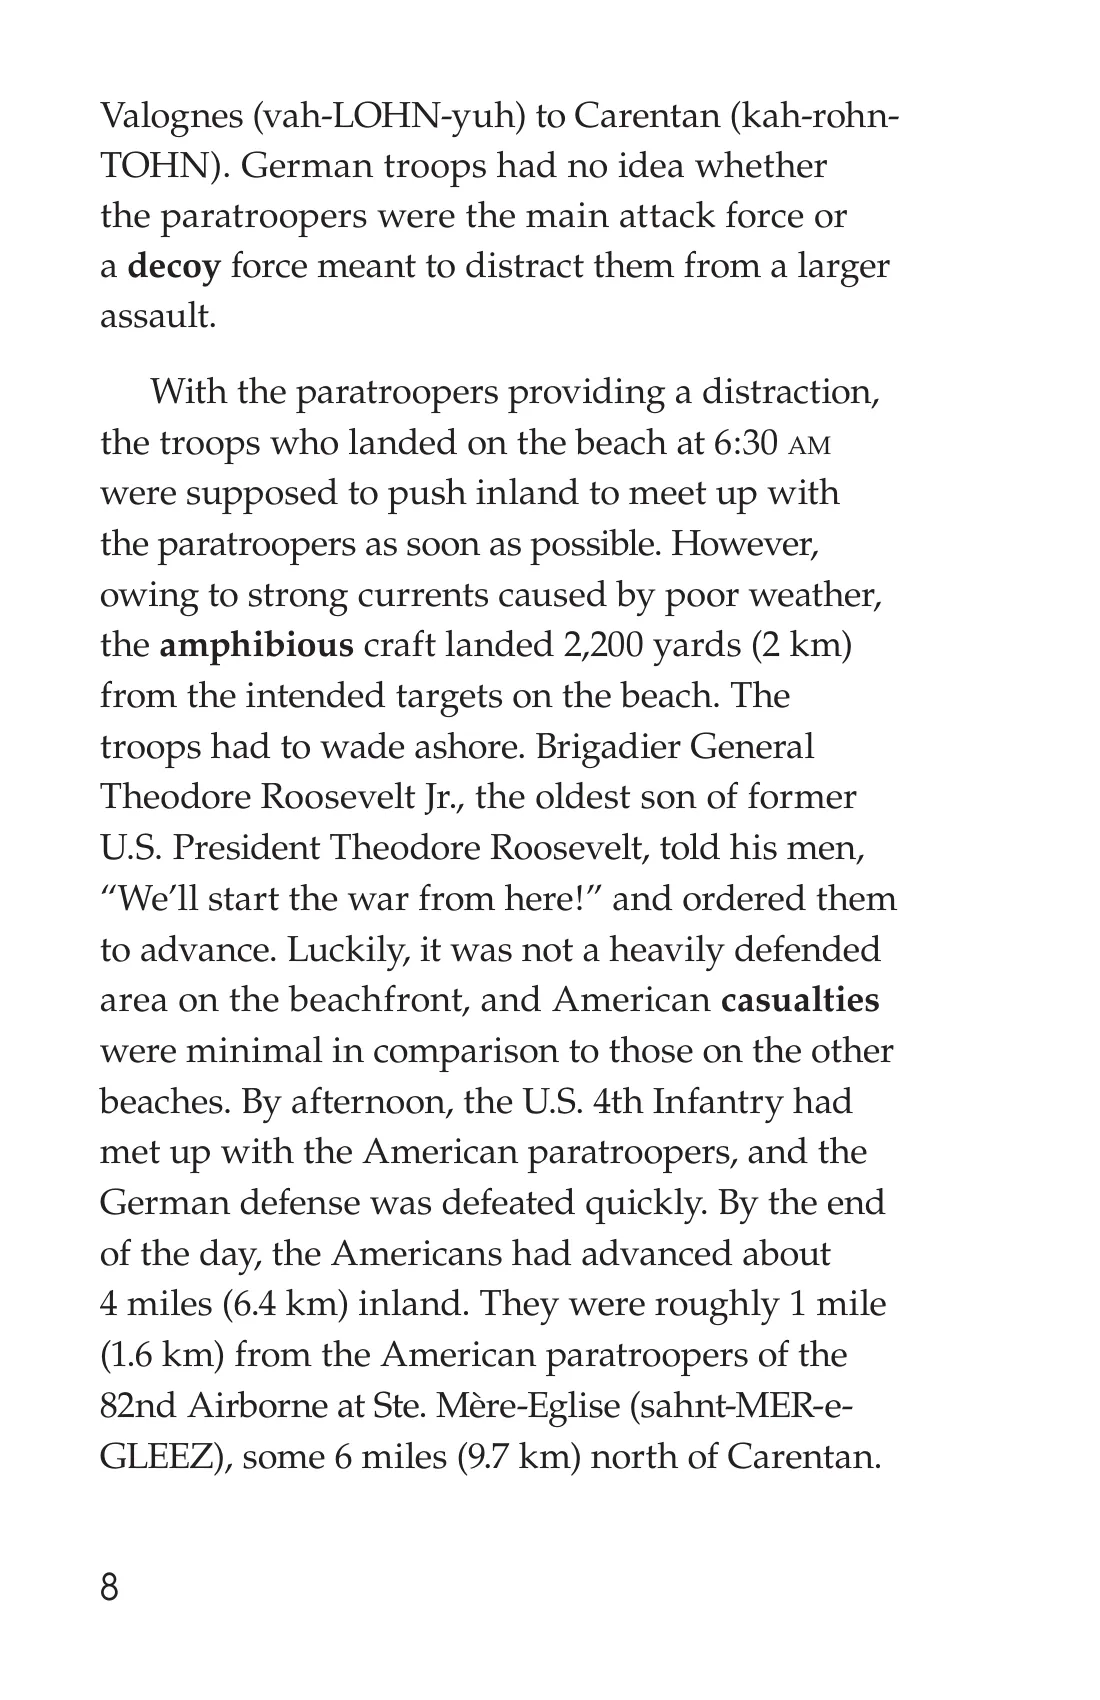 Valognes (vah-LOHN-yuh) to Carentan (kah-rohn-
TOHN). German troops had no idea whether
the paratroopers were the main attack force or
a decoy force meant to distract them from a larger
assault.
With the paratroopers providing a distraction,
the troops who landed on the beach at 6:30 AM
were supposed to push inland to meet up with
the paratroopers as soon as possible. However,
owing to strong currents caused by poor weather,
the amphibious craft landed 2,200 yards (2 km)
from the intended targets on the beach. The
troops had to wade ashore. Brigadier General
Theodore Roosevelt Jr., the oldest son of former
U.S. President Theodore Roosevelt, told his men,
“We’ll start the war from here!” and ordered them
to advance. Luckily, it was not a heavily defended
area on the beachfront, and American casualties
were minimal in comparison to those on the other
beaches. By afternoon, the U.S. 4th Infantry had
met up with the American paratroopers, and the
German defense was defeated quickly. By the end
of the day, the Americans had advanced about
4 miles (6.4 km) inland. They were roughly 1 mile
(1.6 km) from the American paratroopers of the
82nd Airborne at Ste. Mère-Eglise (sahnt-MER-e-
GLEEZ), some 6 miles (9.7 km) north of Carentan.
8